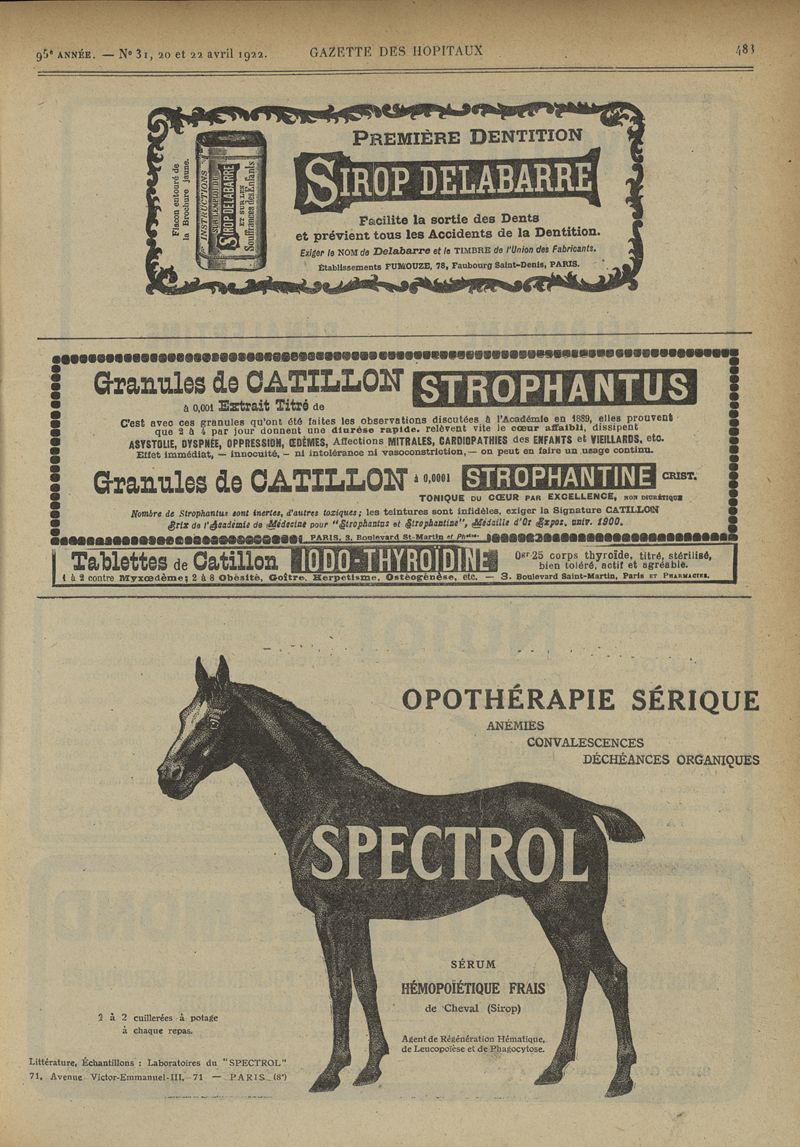 95e ANNÉE. — No 31, 20 et 22 avril 1922.
GAZETTE DES HOPITAUX
483
Flacon entouré de
la Brochure jaune.
INSTRUCTIONS
SUR L'EMPLOI DU
SIROP DELABARRE
ET SUR LES
Souffrances des Enfants
PREMIÈRE DENTITION
SIROP DELABARRE
Facilite la sortie des Dents
et prévient tous les Accidents de la Dentition.
Exiger le NOM de Delabarre et le TIMBRE de l'Union des Fabricants.
Établissements FUMOUZE, 78, Faubourg Saint-Denis, PARIS.
Granules de CATILLON STROPHANTUS
à 0,001 Extrait Titré de
C'est avec ces granules qu'ont été faites les observations discutées à l'Académie en 1889, elles prouvent
que 2 à 4 par jour donnent une diurèse rapide, relèvent vite le cœur affaibli, dissipent
ASYSTOLIE, DYSPNÉE, OPPRESSION, ŒDÈMES, Affections MITRALES, CARDIOPATHIES des ENFANTS et VIEILLARDS, etc.
Effet immédiat, — innocuité, — ni intolérance ni vasoconstriction, — on peut en faire un usage continu.
Granules de CATILLON à 0,0001 STROPHANTINE CRIST.
TONIQUE DU CŒUR PAR EXCELLENCE, NON DIURÉTIQUE
Nombre de Strophantus sont inertes, d'autres toxiques; les teintures sont infidèles, exiger la Signature CATILLON
Prix de l'Académie de Médecine pour "Strophantus et Strophantine", Médaille d'Or Expos. univ. 1900.
PARIS, 3, Boulevard St-Martin et Phcies.
Tablettes de Catillon IODO-THYROÏDINE
0gr25 corps thyroïde, titré, stérilisé,
bien toléré, actif et agréable.
1 à 2 contre Myxœdème; 2 à 8 Obésité, Goître, Herpetisme, Ostéogénèse, etc. — 3, Boulevard Saint-Martin, Paris ET PHARMACIES.
OPOTHÉRAPIE SÉRIQUE
ANÉMIES
CONVALESCENCES
DÉCHÉANCES ORGANIQUES
SPECTROL
SÉRUM
HÉMOPOÏÉTIQUE FRAIS
de Cheval (Sirop)
Agent de Régénération Hématique,
de Leucopoïèse et de Phagocytose.
2 à 2 cuillerées à potage
à chaque repas.
Littérature, Échantillons : Laboratoires du "SPECTROL"
71, Avenue Victor-Emmanuel-III, 71 — PARIS (8e)